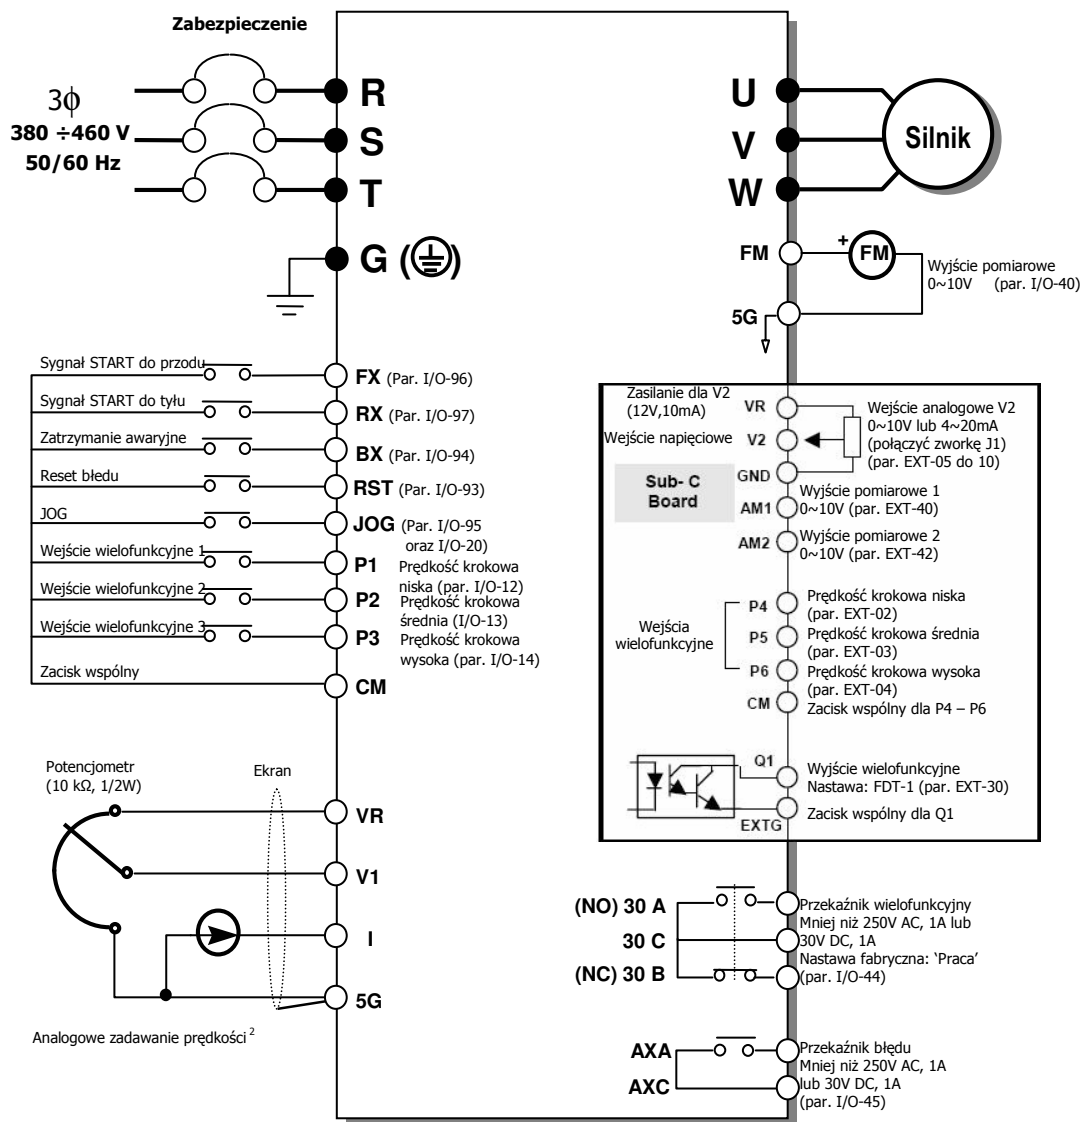 Zabezpieczenie
3ϕ
380 ÷460 V
50/60 Hz
R
S
T
G ( )
U
V
W
Silnik
FM
+
FM
Wyjście pomiarowe
0~10V (par. I/O-40)
5G
Sygnał START do przodu
FX (Par. I/O-96)
Sygnał START do tyłu
RX (Par. I/O-97)
Zatrzymanie awaryjne
BX (Par. I/O-94)
Reset błedu
RST (Par. I/O-93)
JOG
JOG (Par. I/O-95
oraz I/O-20)
Wejście wielofunkcyjne 1
P1 Prędkość krokowa
niska (par. I/O-12)
Wejście wielofunkcyjne 2
P2 Prędkość krokowa
średnia (I/O-13)
Wejście wielofunkcyjne 3
P3 Prędkość krokowa
wysoka (par. I/O-14)
Zacisk wspólny
CM
Zasilanie dla V2
(12V,10mA)
VR
Wejście napięciowe
V2
GND
Wejście analogowe V2
0~10V lub 4~20mA
(połączyć zworkę J1)
(par. EXT-05 do 10)
Sub- C
Board
AM1
Wyjście pomiarowe 1
0~10V (par. EXT-40)
AM2
Wyjście pomiarowe 2
0~10V (par. EXT-42)
Wejścia
wielofunkcyjne
P4
Prędkość krokowa niska
(par. EXT-02)
P5
Prędkość krokowa średnia
(par. EXT-03)
P6
Prędkość krokowa wysoka
(par. EXT-04)
CM
Zacisk wspólny dla P4 – P6
Q1
Wyjście wielofunkcyjne
Nastawa: FDT-1 (par. EXT-30)
EXTG
Zacisk wspólny dla Q1
Potencjometr
(10 kΩ, 1/2W)
Ekran
VR
V1
I
5G
Analogowe zadawanie prędkości 2
(NO) 30 A
30 C
(NC) 30 B
Przekaźnik wielofunkcyjny
Mniej niż 250V AC, 1A lub
30V DC, 1A
Nastawa fabryczna: ‘Praca’
(par. I/O-44)
AXA
AXC
Przekaźnik błędu
Mniej niż 250V AC, 1A
lub 30V DC, 1A
(par. I/O-45)